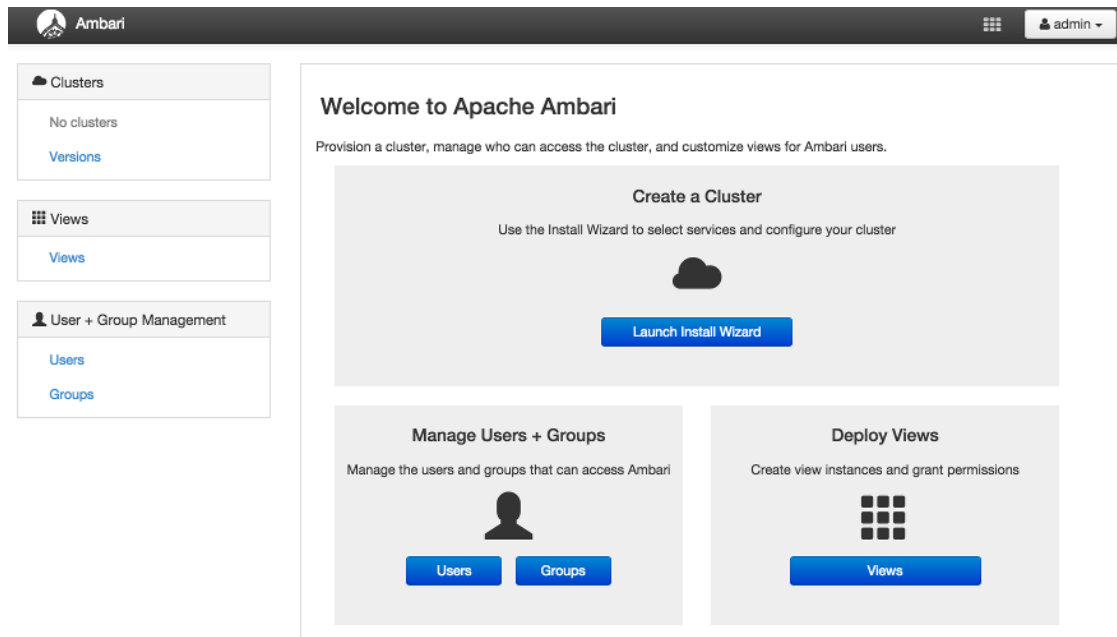 Ambari
admin
Clusters
No clusters
Versions
Views
Views
User + Group Management
Users
Groups
Welcome to Apache Ambari
Provision a cluster, manage who can access the cluster, and customize views for Ambari users.
Create a Cluster
Use the Install Wizard to select services and configure your cluster
Launch Install Wizard
Manage Users + Groups
Manage the users and groups that can access Ambari
Users
Groups
Deploy Views
Create view instances and grant permissions
Views